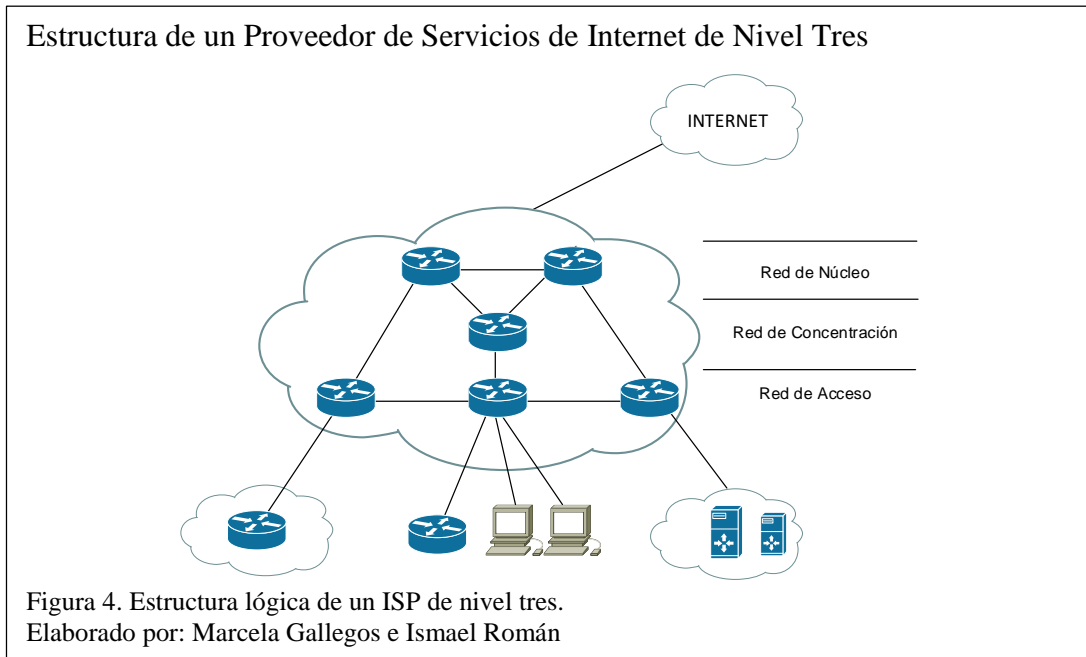 Estructura de un Proveedor de Servicios de Internet de Nivel Tres
INTERNET
Red de Núcleo
Red de Concentración
Red de Acceso
Figura 4. Estructura lógica de un ISP de nivel tres.
Elaborado por: Marcela Gallegos e Ismael Román